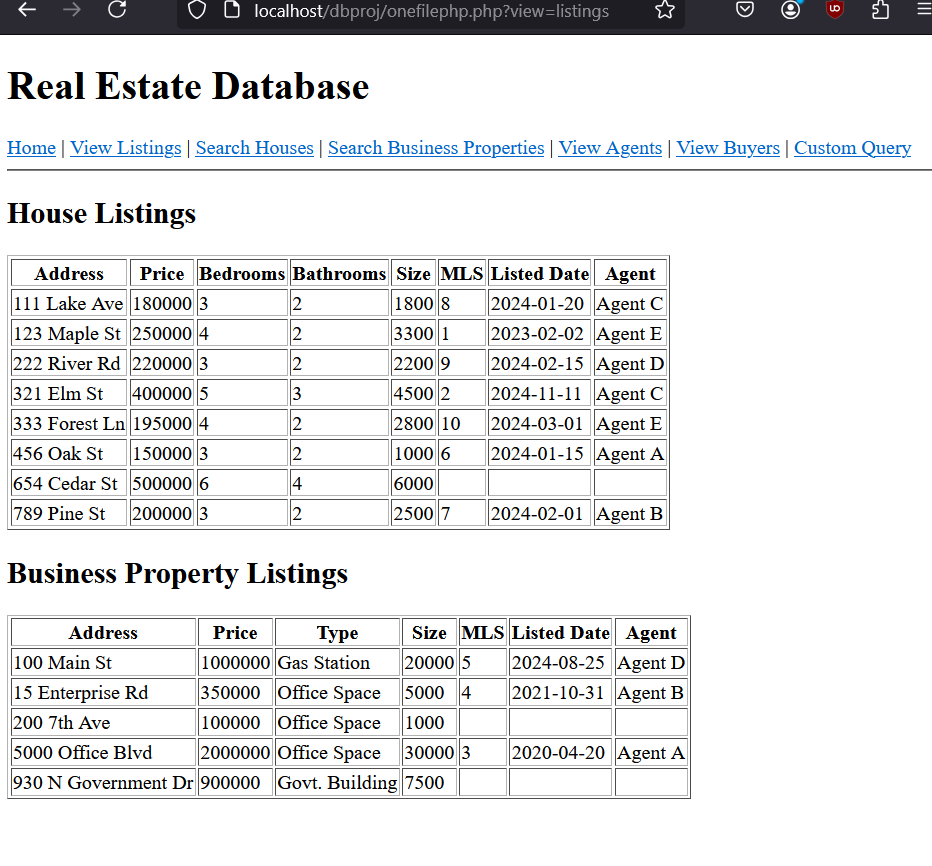 localhost/dbproj/onefilephp.php?view=listings
Real Estate Database
Home | View Listings | Search Houses | Search Business Properties | View Agents | View Buyers | Custom Query
House Listings
Address Price Bedrooms Bathrooms Size MLS Listed Date Agent
111 Lake Ave 180000 3 2 1800 8 2024-01-20 Agent C
123 Maple St 250000 4 2 3300 1 2023-02-02 Agent E
222 River Rd 220000 3 2 2200 9 2024-02-15 Agent D
321 Elm St 400000 5 3 4500 2 2024-11-11 Agent C
333 Forest Ln 195000 4 2 2800 10 2024-03-01 Agent E
456 Oak St 150000 3 2 1000 6 2024-01-15 Agent A
654 Cedar St 500000 6 4 6000
789 Pine St 200000 3 2 2500 7 2024-02-01 Agent B
Business Property Listings
Address Price Type Size MLS Listed Date Agent
100 Main St 1000000 Gas Station 20000 5 2024-08-25 Agent D
15 Enterprise Rd 350000 Office Space 5000 4 2021-10-31 Agent B
200 7th Ave 100000 Office Space 1000
5000 Office Blvd 2000000 Office Space 30000 3 2020-04-20 Agent A
930 N Government Dr 900000 Govt. Building 7500